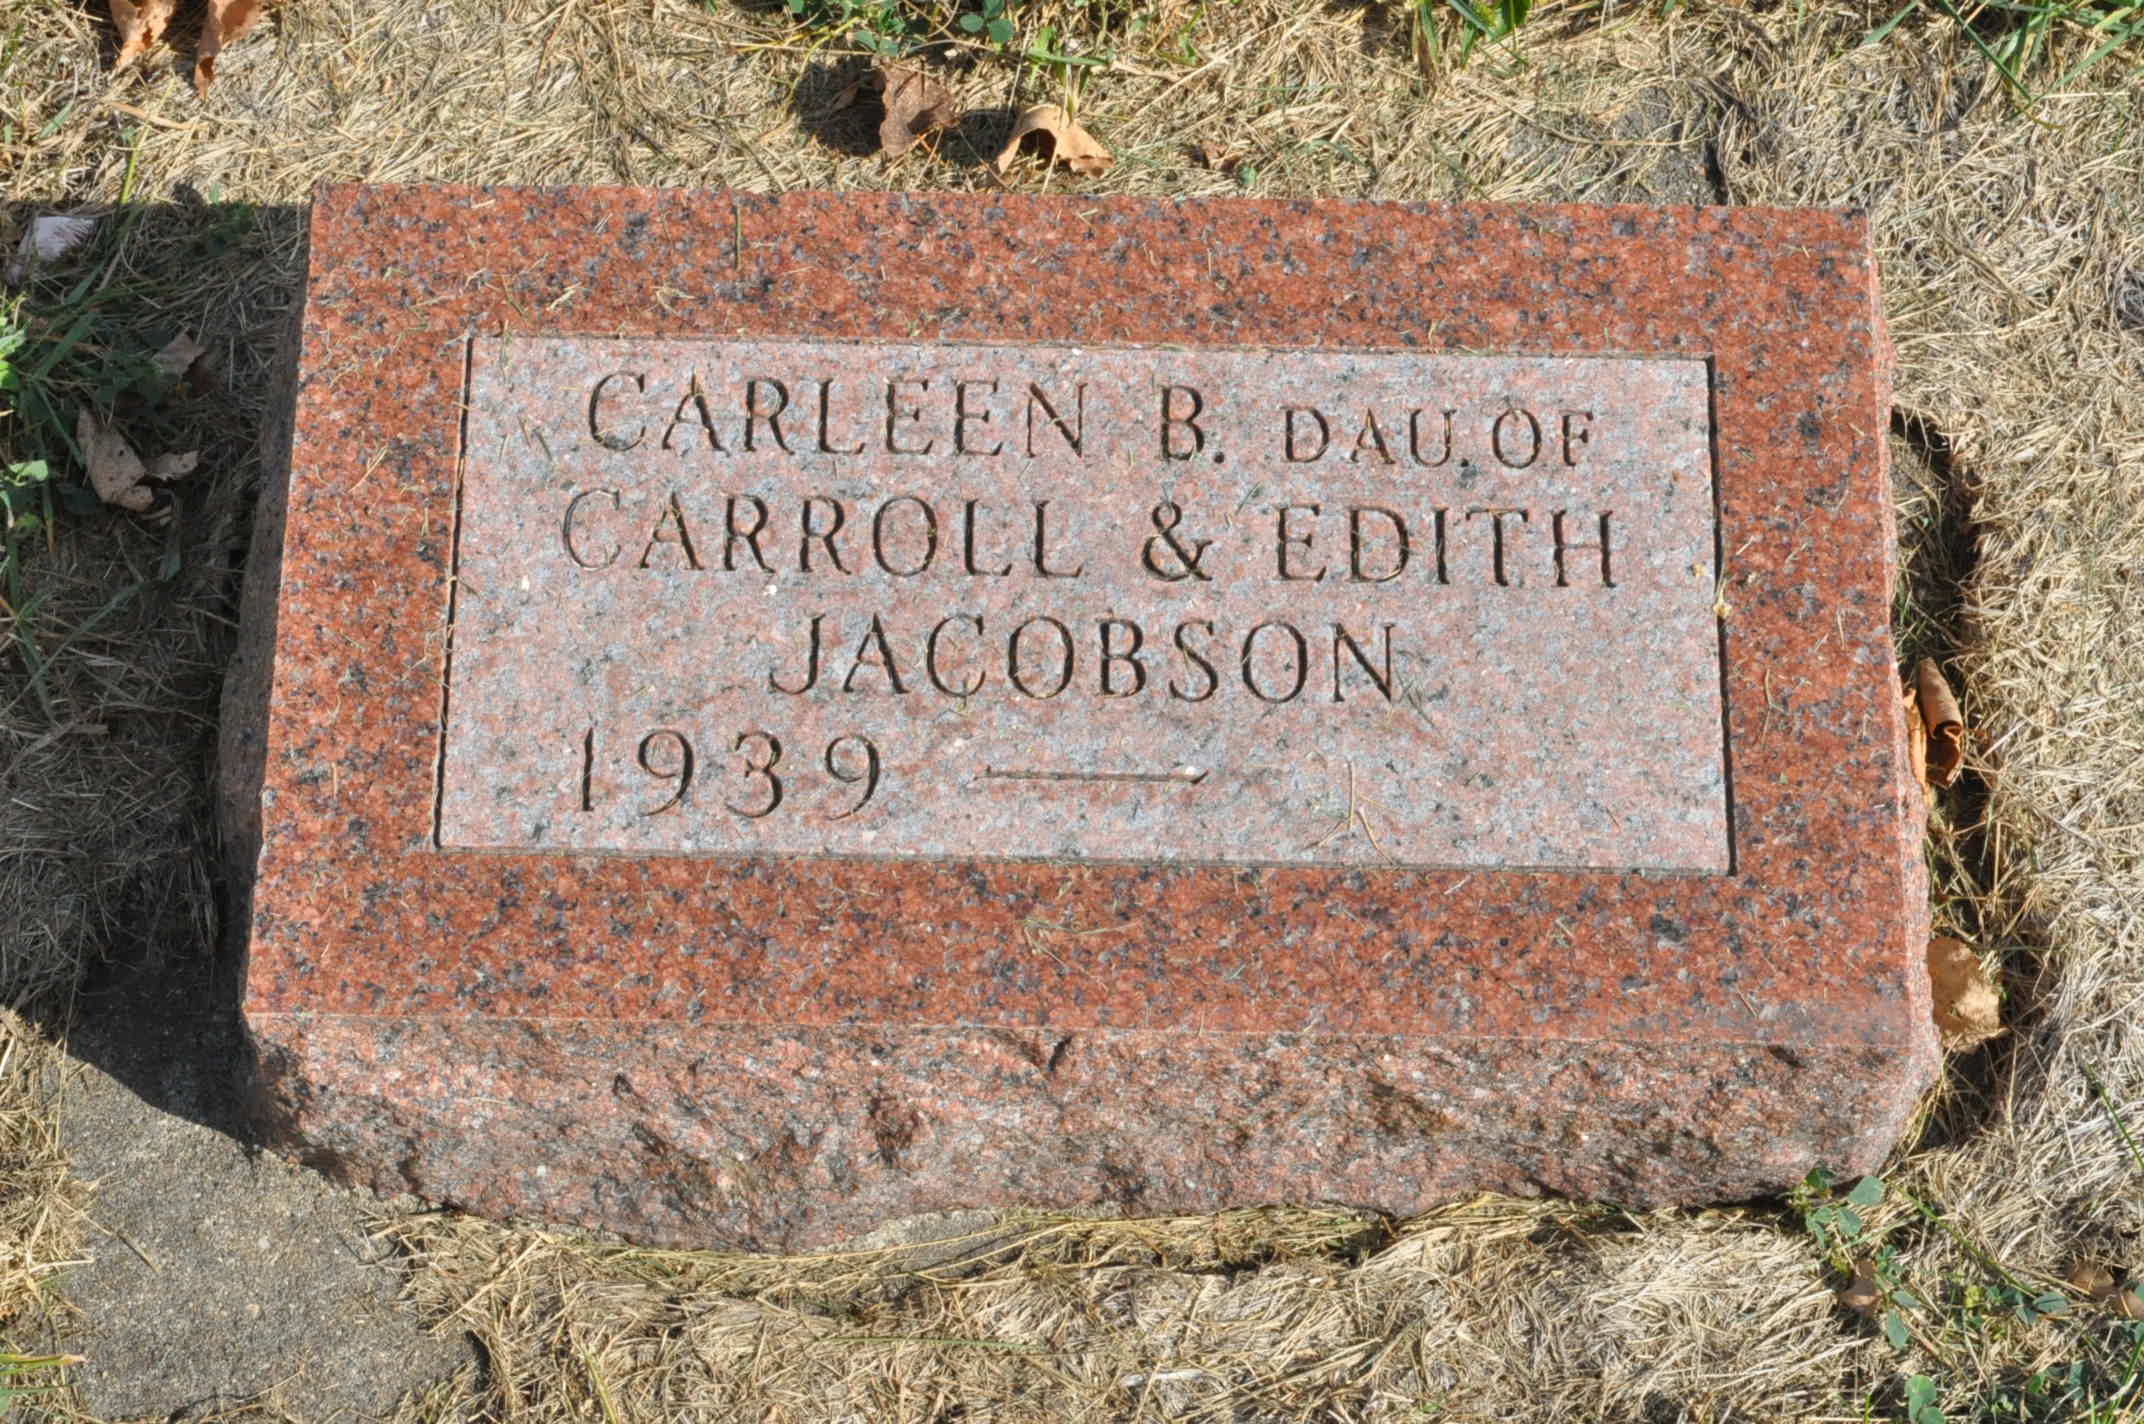 CARLEEN B. DAU. OF
CARROLL & EDITH
JACOBSON
1939 —